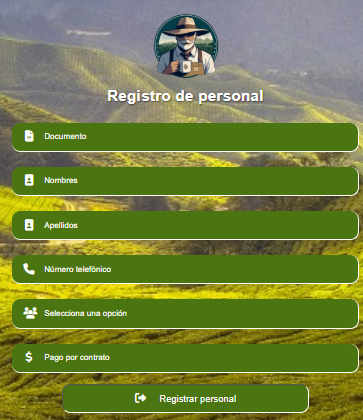 Registro de personal
Documento
Nombres
Apellidos
Número telefónico
Selecciona una opción
Pago por contrato
Registrar personal